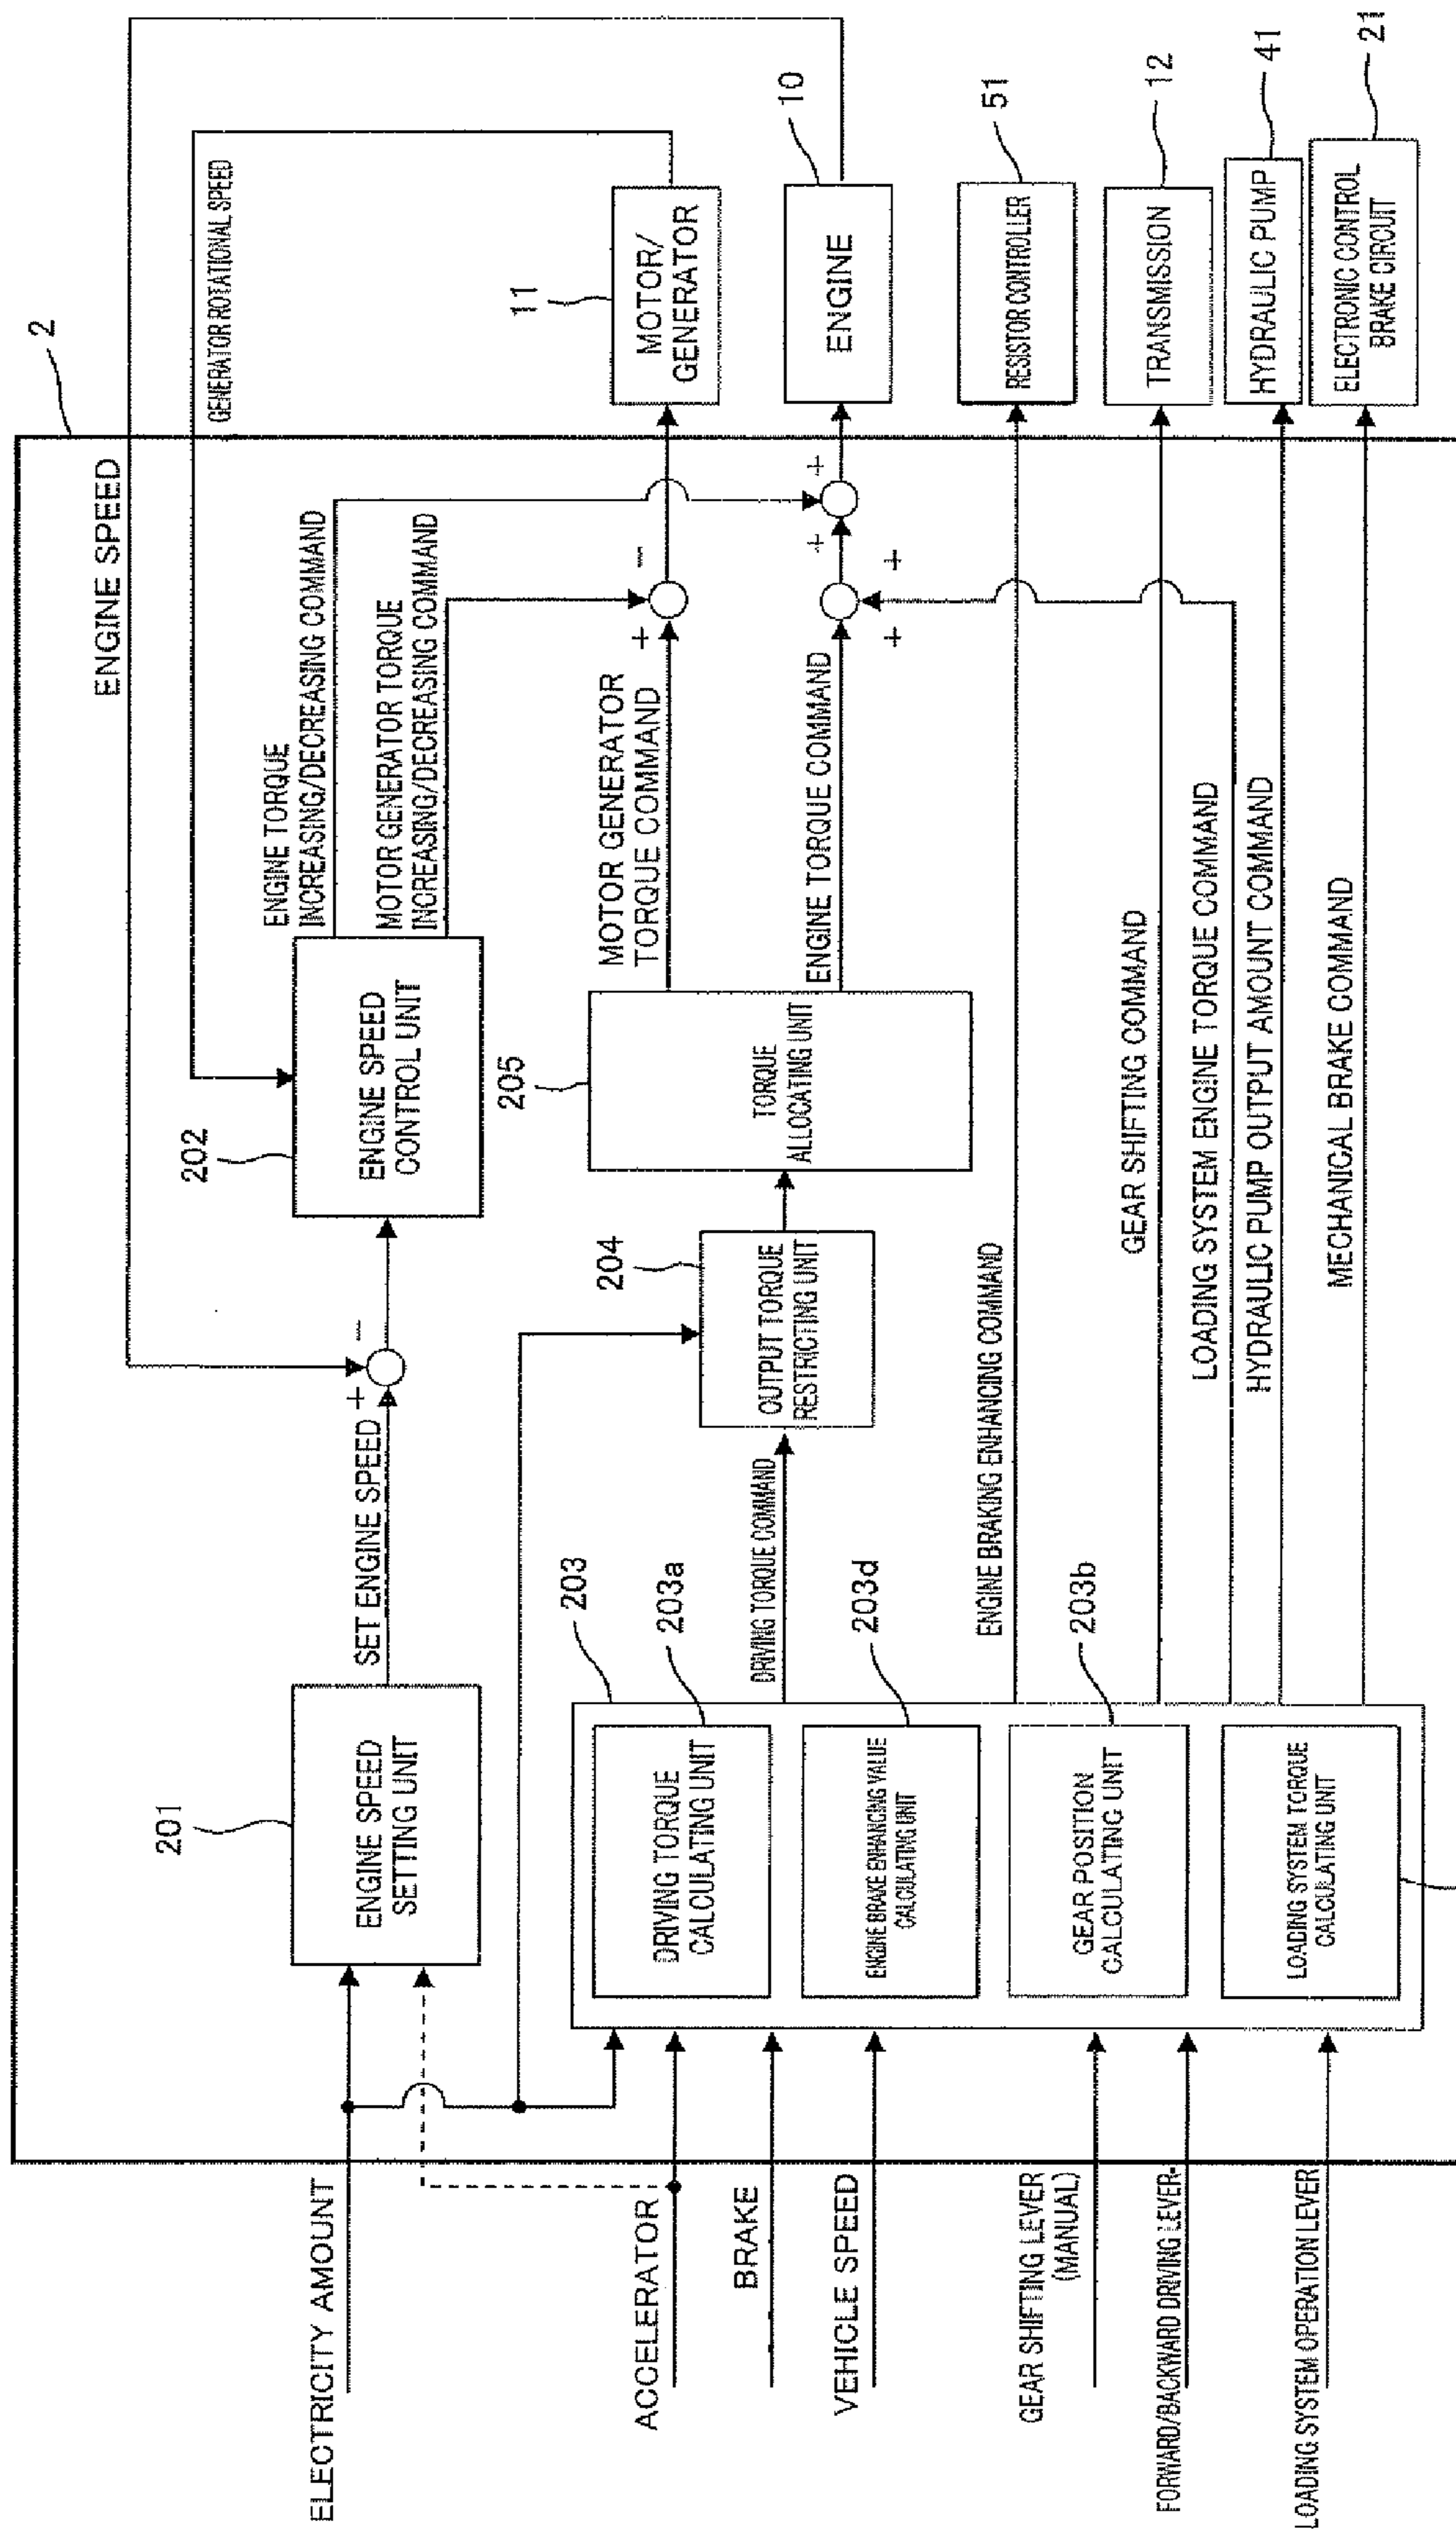 2
ENGINE SPEED
GENERATOR ROTATIONAL SPEED
ENGINE TORQUE
INCREASING/DECREASING COMMAND
MOTOR GENERATOR TORQUE
INCREASING/DECREASING COMMAND
201
ENGINE SPEED
SETTING UNIT
SET ENGINE SPEED
+
−
202
ENGINE SPEED
CONTROL UNIT
11
MOTOR/
GENERATOR
10
ENGINE
51
RESISTOR CONTROLLER
12
TRANSMISSION
41
HYDRAULIC PUMP
21
ELECTRONIC CONTROL
BRAKE CIRCUIT
205
TORQUE
ALLOCATING UNIT
MOTOR GENERATOR
TORQUE COMMAND
+
−
ENGINE TORQUE COMMAND
+
+
+
+
204
OUTPUT TORQUE
RESTRICTING UNIT
DRIVING TORQUE COMMAND
203
203a
DRIVING TORQUE
CALCULATING UNIT
203d
ENGINE BRAKE ENHANCING VALUE
CALCULATING UNIT
203b
GEAR POSITION
CALCULATING UNIT
LOADING SYSTEM TORQUE
CALCULATING UNIT
ENGINE BRAKING ENHANCING COMMAND
GEAR SHIFTING COMMAND
LOADING SYSTEM ENGINE TORQUE COMMAND
HYDRAULIC PUMP OUTPUT AMOUNT COMMAND
MECHANICAL BRAKE COMMAND
ELECTRICITY AMOUNT
ACCELERATOR
BRAKE
VEHICLE SPEED
GEAR SHIFTING LEVER
(MANUAL)
FORWARD/BACKWARD DRIVING LEVER-
LOADING SYSTEM OPERATION LEVER